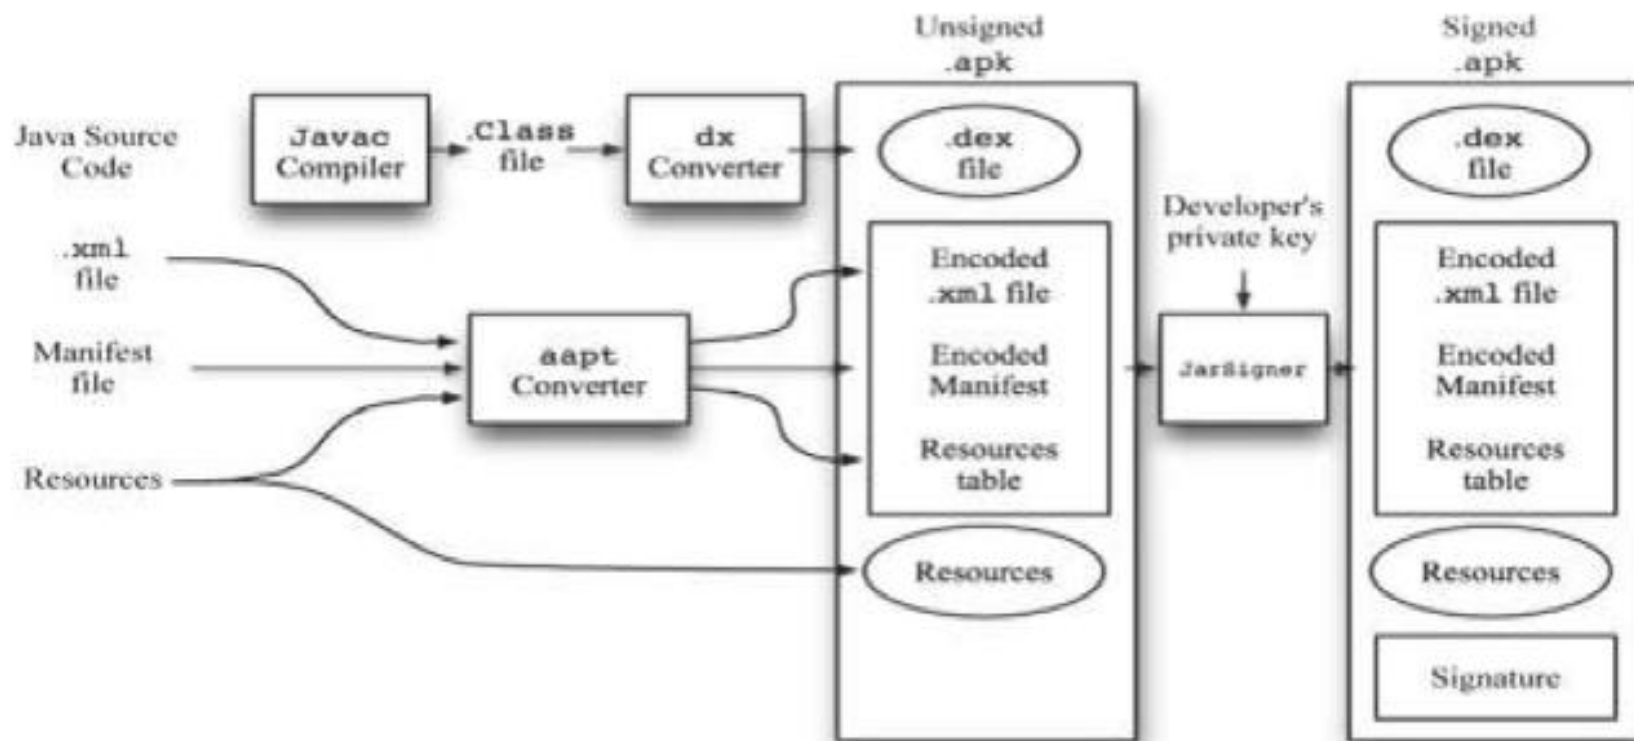 Unsigned
.apk
Signed
.apk
Java Source
Code
Javac
Compiler
.Class
file
dx
Converter
.dex
file
.dex
file
Developer's
private key
.xml
file
Encoded
.xml file
Encoded
.xml file
Manifest
file
aapt
Converter
Encoded
Manifest
JarSigner
Encoded
Manifest
Resources
Resources
table
Resources
table
Resources
Resources
Signature